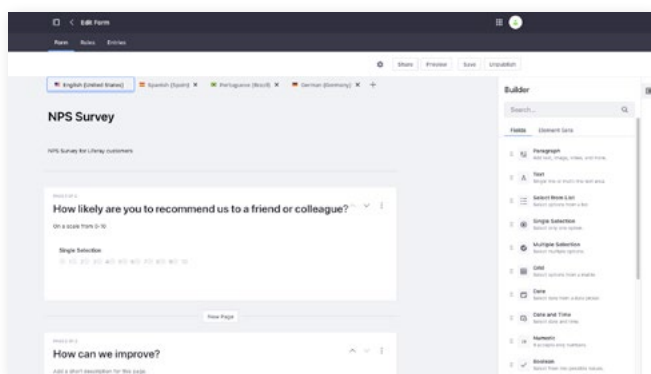 Edit Form
Form Rules Entries
Share Preview Save Unpublish
English (United States) Spanish (Spain) Portuguese (Brazil) German (Germany)
Builder
NPS Survey
Search...
Fields Element Sets
NPS Survey for Liferay customers
Paragraph
Add text, image, video, and more.
Text
Single line or multiline text area.
How likely are you to recommend us to a friend or colleague?
Select from List
Select options from a list.
On a scale from 0-10
Single Selection
Select only one option.
Single Selection
Multiple Selection
Select multiple options.
Grid
Select options from a matrix.
Date
Select date from a date picker.
New Page
Date and Time
Select date and time.
Numeric
It accepts only numbers.
How can we improve?
Boolean
Select from two possible values.
Add a short description for this page.